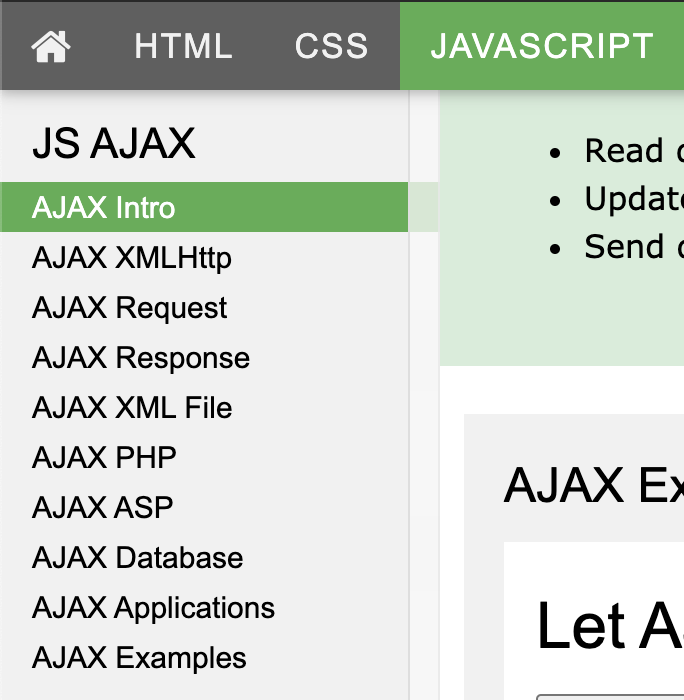 HTML CSS JAVASCRIPT
JS AJAX
AJAX Intro
AJAX XMLHttp
AJAX Request
AJAX Response
AJAX XML File
AJAX PHP
AJAX ASP
AJAX Database
AJAX Applications
AJAX Examples
Read
Update
Send
AJAX Ex
Let A